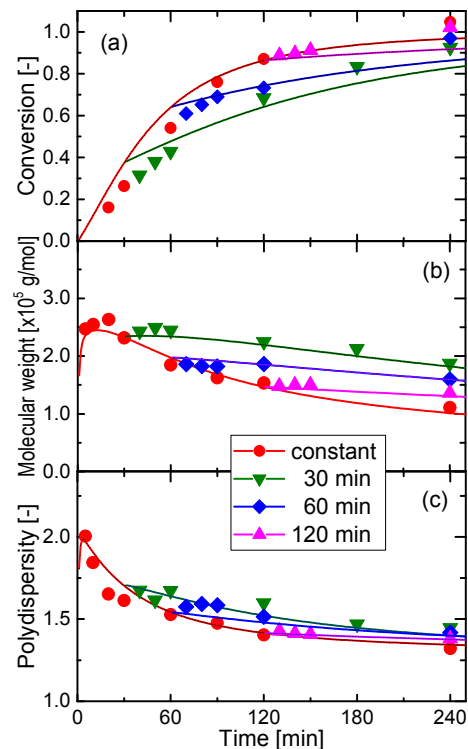 (a)
Conversion [-]
1.0
0.8
0.6
0.4
0.2
0.0
(b)
Molecular weight [x10⁵ g/mol]
3.0
2.0
1.0
0.0
constant
30 min
60 min
120 min
(c)
Polydispersity [-]
2.0
1.5
1.0
0 60 120 180 240
Time [min]